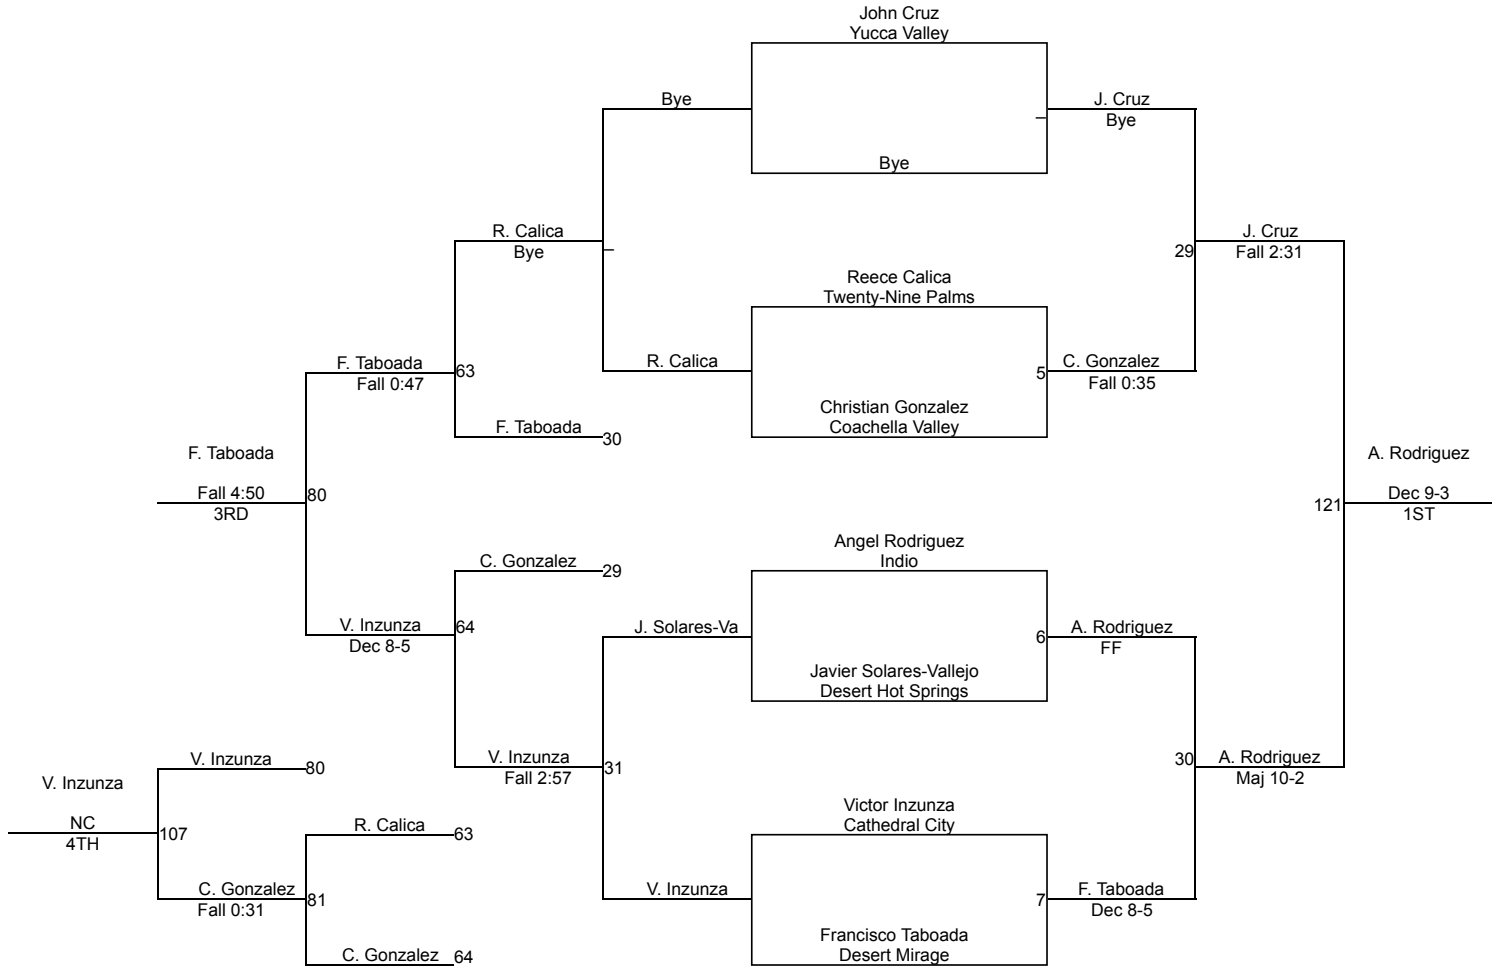 John Cruz
Yucca Valley
Bye
J. Cruz
Bye
Bye
R. Calica
Bye
29
J. Cruz
Fall 2:31
Reece Calica
Twenty-Nine Palms
F. Taboada
Fall 0:47
63
R. Calica
5
C. Gonzalez
Fall 0:35
Christian Gonzalez
Coachella Valley
F. Taboada
30
F. Taboada
Fall 4:50
3RD
80
A. Rodriguez
121
Dec 9-3
1ST
Angel Rodriguez
Indio
C. Gonzalez
29
V. Inzunza
Dec 8-5
64
J. Solares-Va
6
A. Rodriguez
FF
Javier Solares-Vallejo
Desert Hot Springs
V. Inzunza
80
V. Inzunza
Fall 2:57
31
30
A. Rodriguez
Maj 10-2
V. Inzunza
NC
4TH
107
R. Calica
63
Victor Inzunza
Cathedral City
C. Gonzalez
Fall 0:31
81
V. Inzunza
7
F. Taboada
Dec 8-5
C. Gonzalez
64
Francisco Taboada
Desert Mirage